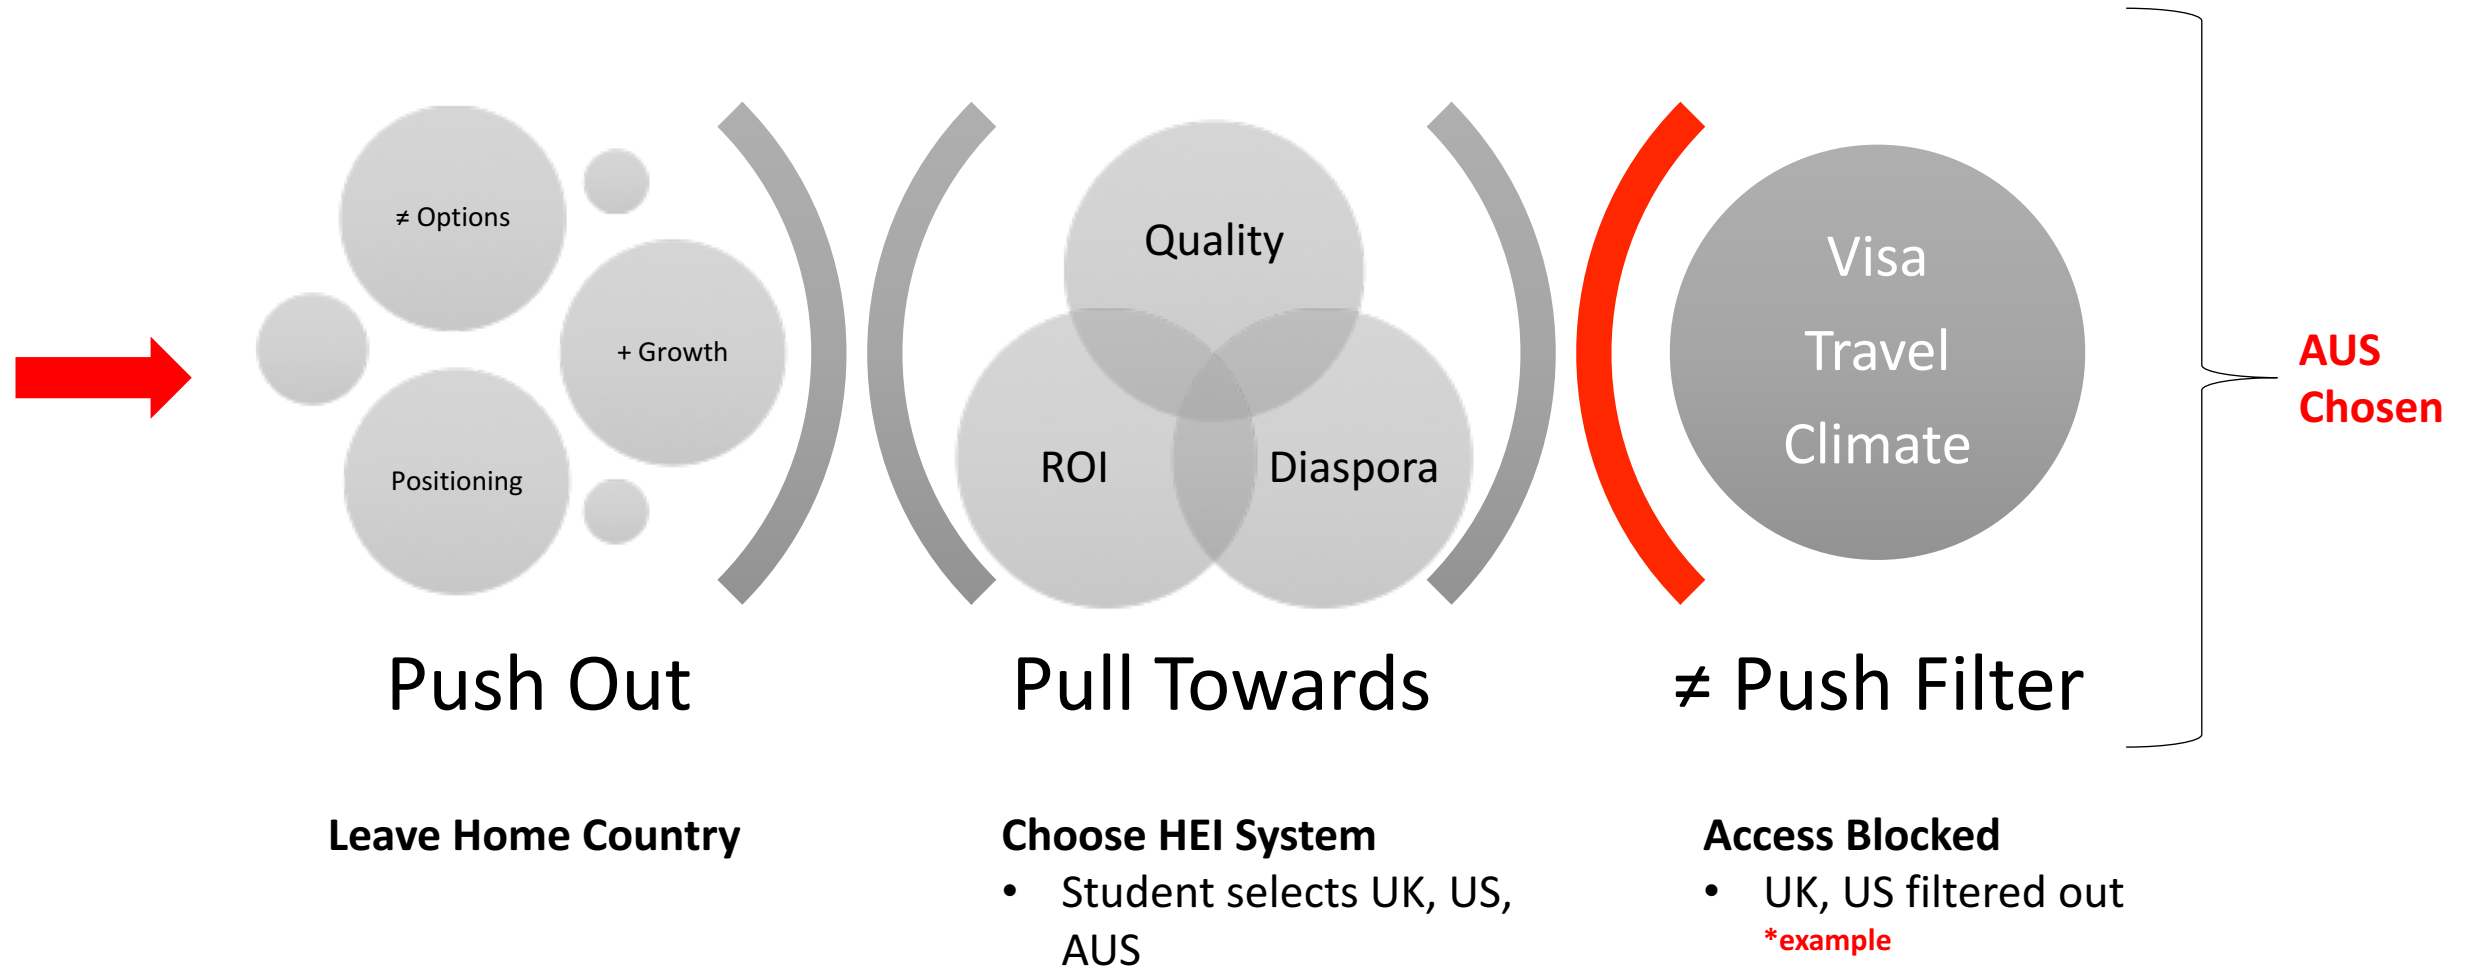 ≠ Options
+ Growth
Positioning
Push Out
Leave Home Country
Quality
ROI
Diaspora
Pull Towards
Choose HEI System
• Student selects UK, US,
AUS
Visa
Travel
Climate
≠ Push Filter
Access Blocked
• UK, US filtered out
*example
AUS
Chosen